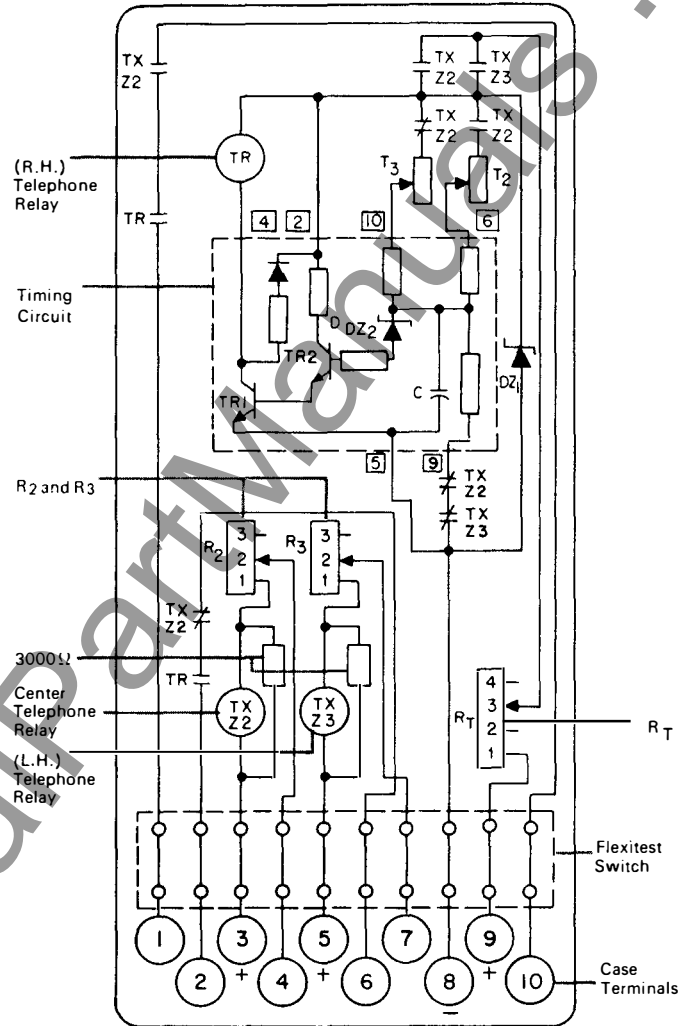 TX
Z2
TX
Z2
TX
Z3
TX
Z2
TX
Z2
TR
T3
T2
(R.H.)
Telephone
Relay
TR
4
2
10
6
Timing
Circuit
D
DZ2
TR2
DZ1
C
TR1
5
9
TX
Z2
TX
Z3
R2 and R3
R2
3
2
1
R3
3
2
1
TX
Z2
3000Ω
TR
Center
Telephone
Relay
TX
Z2
TX
Z3
(L.H.)
Telephone
Relay
RT
4
3
2
1
RT
Flexitest
Switch
1
3
+
5
+
7
9
+
2
4
6
8
−
10
Case
Terminals